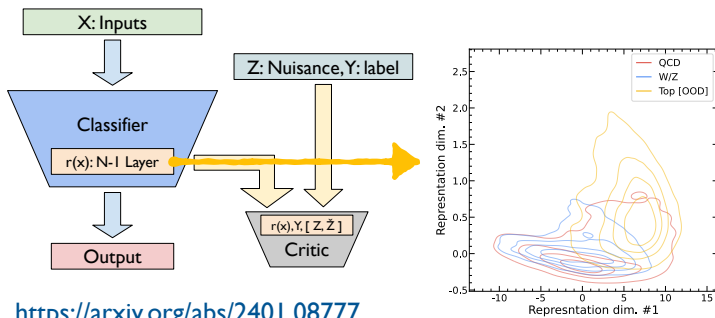 X: Inputs
Z: Nuisance, Y: label
Classifier
r(x): N-1 Layer
r(x),Y, [ Z, Ž ]
Critic
Output
https://arxiv.org/abs/2401.08777
QCD
W/Z
Top [OOD]
Represntation dim. #2
2.5
2.0
1.5
1.0
0.5
0.0
-0.5
-10 -5 0 5 10 15
Represntation dim. #1